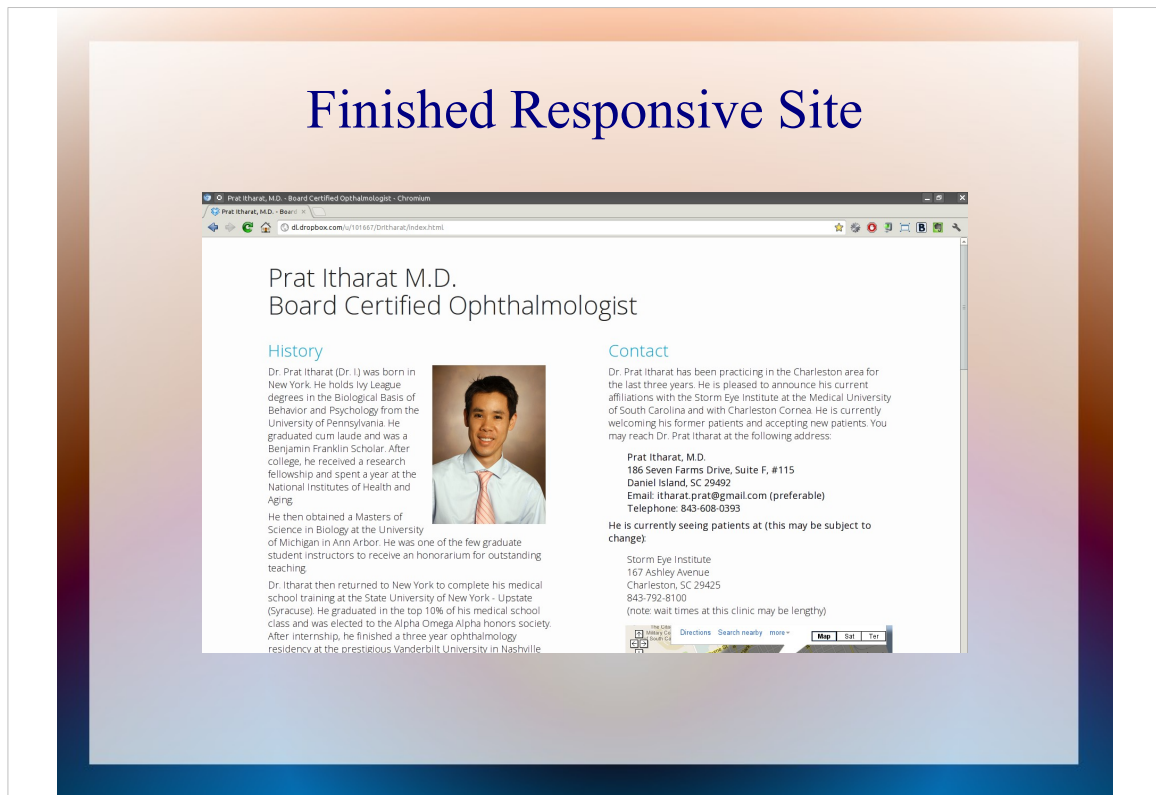 Finished Responsive Site
Prat Itharat, M.D. - Board Certified Opthalmologist - Chromium
Prat Itharat, M.D. - Board
dl.dropbox.com/u/101667/DrItharat/index.html
Prat Itharat M.D.
Board Certified Ophthalmologist
History
Dr. Prat Itharat (Dr. I.) was born in
New York. He holds Ivy League
degrees in the Biological Basis of
Behavior and Psychology from the
University of Pennsylvania. He
graduated cum laude and was a
Benjamin Franklin Scholar. After
college, he received a research
fellowship and spent a year at the
National Institutes of Health and
Aging.
He then obtained a Masters of
Science in Biology at the University
of Michigan in Ann Arbor. He was one of the few graduate
student instructors to receive an honorarium for outstanding
teaching.
Dr. Itharat then returned to New York to complete his medical
school training at the State University of New York - Upstate
(Syracuse). He graduated in the top 10% of his medical school
class and was elected to the Alpha Omega Alpha honors society.
After internship, he finished a three year ophthalmology
residency at the prestigious Vanderbilt University in Nashville
Contact
Dr. Prat Itharat has been practicing in the Charleston area for
the last three years. He is pleased to announce his current
affiliations with the Storm Eye Institute at the Medical University
of South Carolina and with Charleston Cornea. He is currently
welcoming his former patients and accepting new patients. You
may reach Dr. Prat Itharat at the following address:
Prat Itharat, M.D.
186 Seven Farms Drive, Suite F, #115
Daniel Island, SC 29492
Email: itharat.prat@gmail.com (preferable)
Telephone: 843-608-0393
He is currently seeing patients at (this may be subject to
change):
Storm Eye Institute
167 Ashley Avenue
Charleston, SC 29425
843-792-8100
(note: wait times at this clinic may be lengthy)
Directions Search nearby more
Map Sat Ter